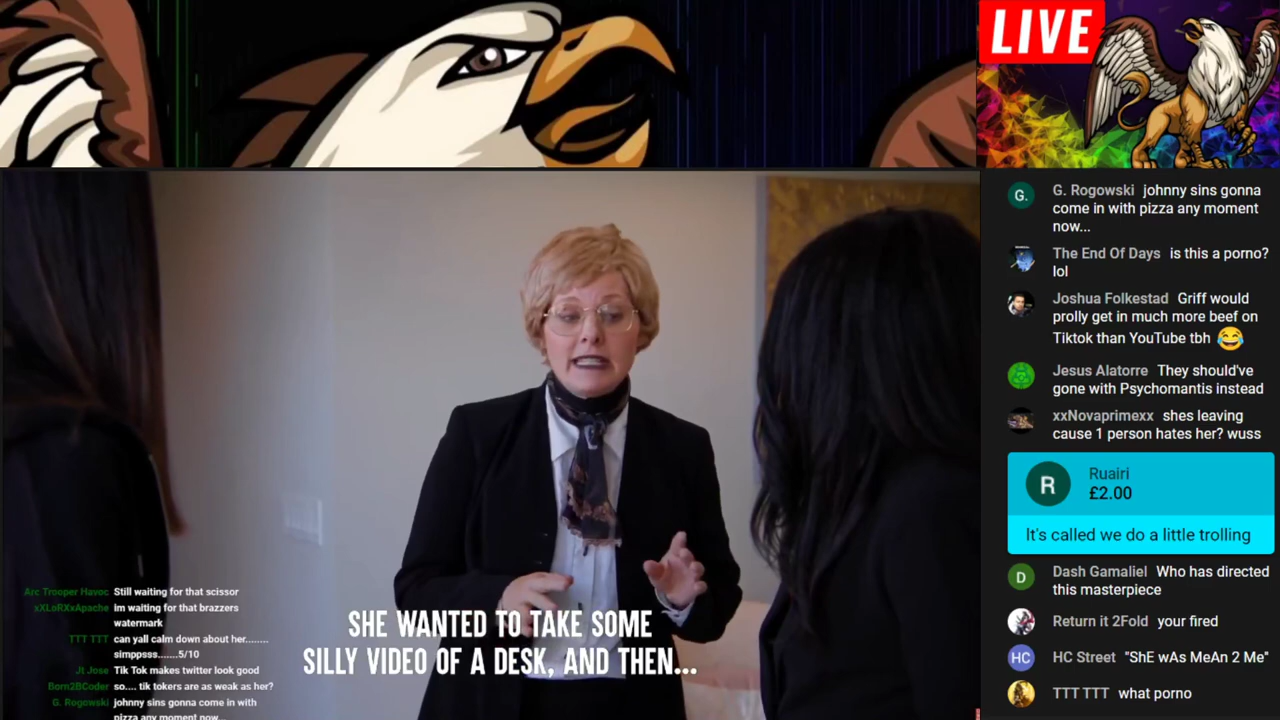 LIVE
G. Rogowski johnny sins gonna
come in with pizza any moment
now...
The End Of Days is this a porno?
lol
Joshua Folkestad Griff would
prolly get in much more beef on
Tiktok than YouTube tbh 😂
Jesus Alatorre They should've
gone with Psychomantis instead
xxNovaprimexx shes leaving
cause 1 person hates her? wuss
R
Ruairi
£2.00
It's called we do a little trolling
D
Dash Gamaliel Who has directed
this masterpiece
Return it 2Fold your fired
HC
HC Street "ShE wAs MeAn 2 Me"
TTT TTT what porno
G.
Arc Trooper Havoc Still waiting for that scissor
xXLoRXxApache im waiting for that brazzers
watermark
TTT TTT can yall calm down about her........
simppsss.......5/10
Jt Jose Tik Tok makes twitter look good
Born2BCoder so.... tik tokers are as weak as her?
G. Rogowski johnny sins gonna come in with
pizza any moment now...
SHE WANTED TO TAKE SOME
SILLY VIDEO OF A DESK, AND THEN...